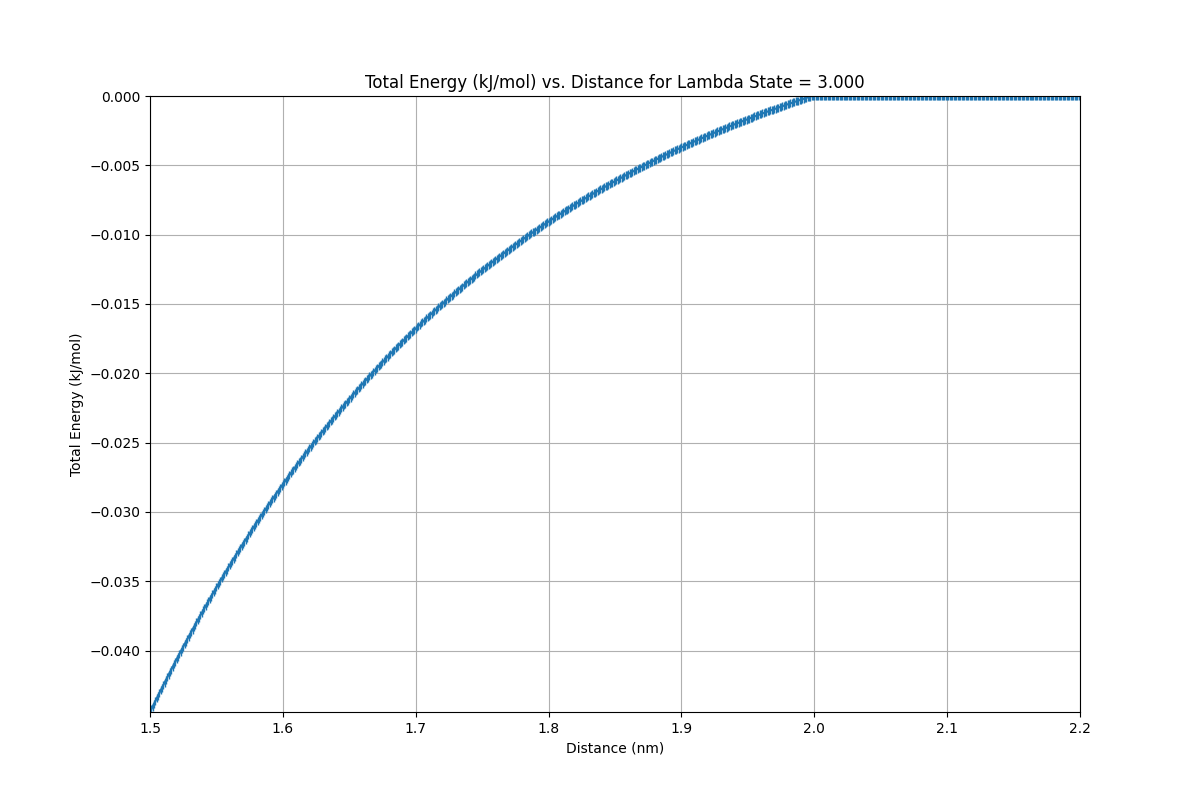 Total Energy (kJ/mol) vs. Distance for Lambda State = 3.000
Total Energy (kJ/mol)
0.000
−0.005
−0.010
−0.015
−0.020
−0.025
−0.030
−0.035
−0.040
1.5 1.6 1.7 1.8 1.9 2.0 2.1 2.2
Distance (nm)